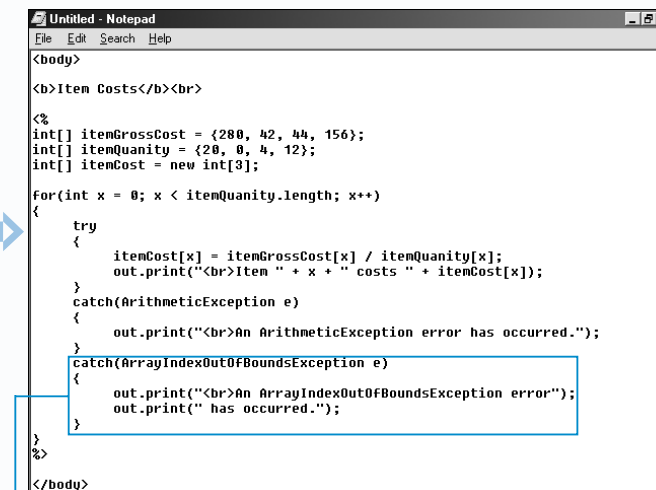 Untitled - Notepad
File Edit Search Help
<body>
<b>Item Costs</b><br>
<%
int[] itemGrossCost = {280, 42, 44, 156};
int[] itemQuantity = {20, 0, 4, 12};
int[] itemCost = new int[3];
for(int x = 0; x < itemQuanity.length; x++)
{
try
{
itemCost[x] = itemGrossCost[x] / itemQuanity[x];
out.print("<br>Item " + x + " costs " + itemCost[x]);
}
catch(ArithmeticException e)
{
out.print("<br>An ArithmeticException error has occurred.");
}
catch(ArrayIndexOutOfBoundsException e)
{
out.print("<br>An ArrayIndexOutOfBoundsException error");
out.print(" has occurred.");
}
}
%>
</body>